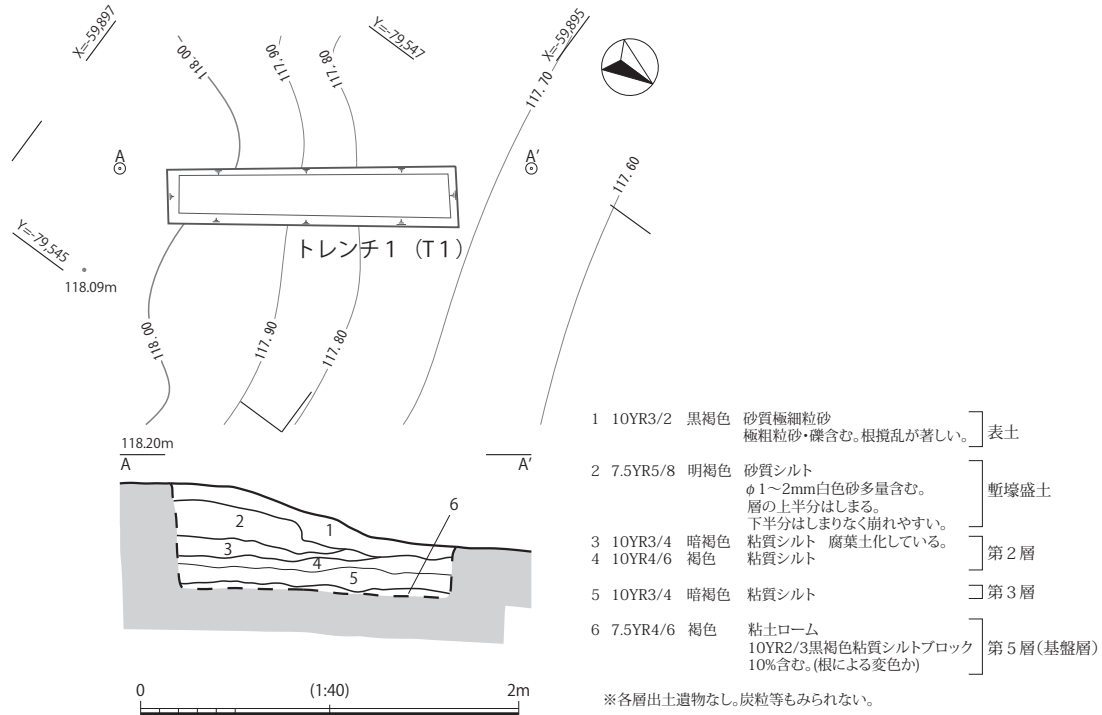 X=-59,897
Y=-79,547
X=-59,895
118.00
117.90
117.80
117.70
117.60
A
A'
トレンチ1 （T1）
Y=-79,545
118.09m
118.00
117.90
117.80
118.20m
A
A'
6
2
1
3
4
5
0 (1:40) 2m
1 10YR3/2 黒褐色 砂質極細粒砂
極粗粒砂・礫含む。根撹乱が著しい。
表土
2 7.5YR5/8 明褐色 砂質シルト
φ1～2mm白色砂多量含む。
層の上半分はしまる。
下半分はしまりなく崩れやすい。
塹壕盛土
3 10YR3/4 暗褐色 粘質シルト 腐葉土化している。
4 10YR4/6 褐色 粘質シルト
第2層
5 10YR3/4 暗褐色 粘質シルト
第3層
6 7.5YR4/6 褐色 粘土ローム
10YR2/3黒褐色粘質シルトブロック
10%含む。(根による変色か)
第5層(基盤層)
※各層出土遺物なし。炭粒等もみられない。